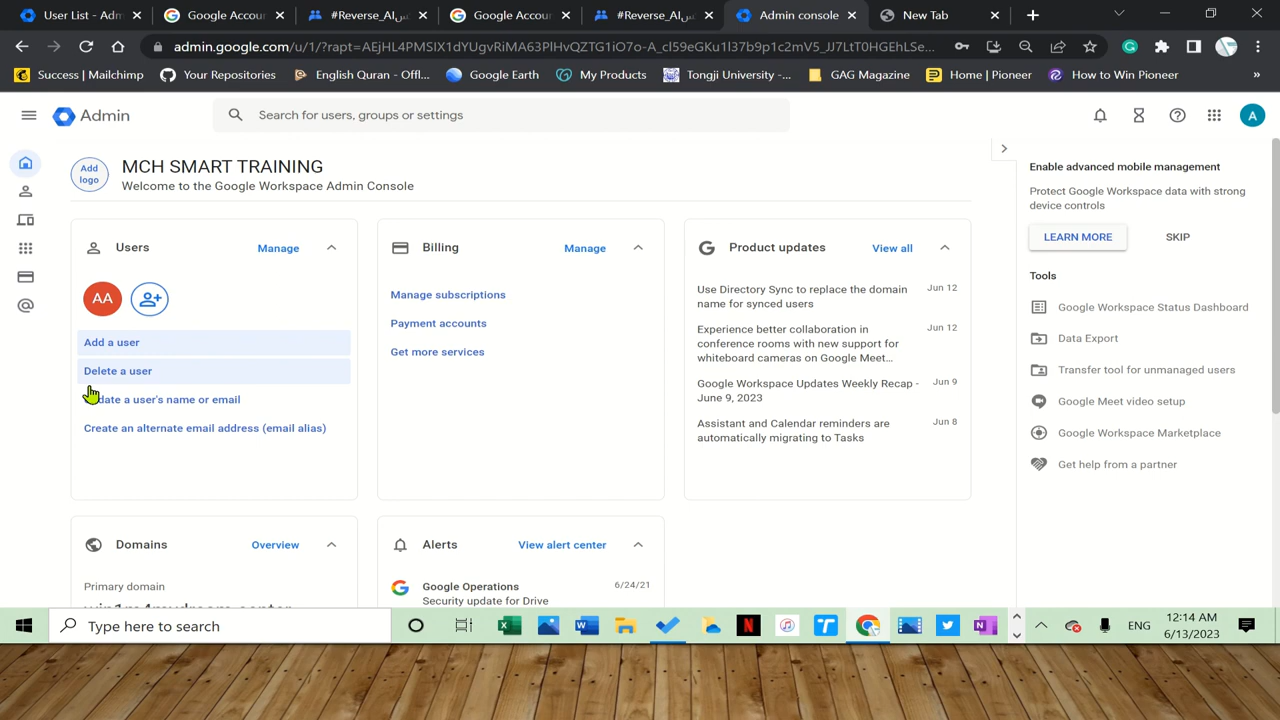 User List - Adm
Google Accou
#Reverse_Al
Google Accou
#Reverse_Al
Admin console
New Tab
admin.google.com/u/1/?rapt=AEjHL4PMSIX1dYUgvRiMA63PlHvQZTG1iO7o-A_cl59eGKu1l37b9p1c2mV5_JJ7LtT0HGEhLSe...
Success | Mailchimp
Your Repositories
English Quran - Offl...
Google Earth
My Products
Tongji University -...
GAG Magazine
Home | Pioneer
How to Win Pioneer
»
Admin
Search for users, groups or settings
A
Add
logo
MCH SMART TRAINING
Welcome to the Google Workspace Admin Console
Users
Manage
AA
Add a user
Delete a user
date a user's name or email
Create an alternate email address (email alias)
Billing
Manage
Manage subscriptions
Payment accounts
Get more services
Product updates
View all
Use Directory Sync to replace the domain
name for synced users
Jun 12
Experience better collaboration in
conference rooms with new support for
whiteboard cameras on Google Meet...
Jun 12
Google Workspace Updates Weekly Recap -
June 9, 2023
Jun 9
Assistant and Calendar reminders are
automatically migrating to Tasks
Jun 8
Enable advanced mobile management
Protect Google Workspace data with strong
device controls
LEARN MORE
SKIP
Tools
Google Workspace Status Dashboard
Data Export
Transfer tool for unmanaged users
Google Meet video setup
Google Workspace Marketplace
Get help from a partner
Domains
Overview
Primary domain
Alerts
View alert center
Google Operations
6/24/21
Security update for Drive
Type here to search
ENG
12:14 AM
6/13/2023